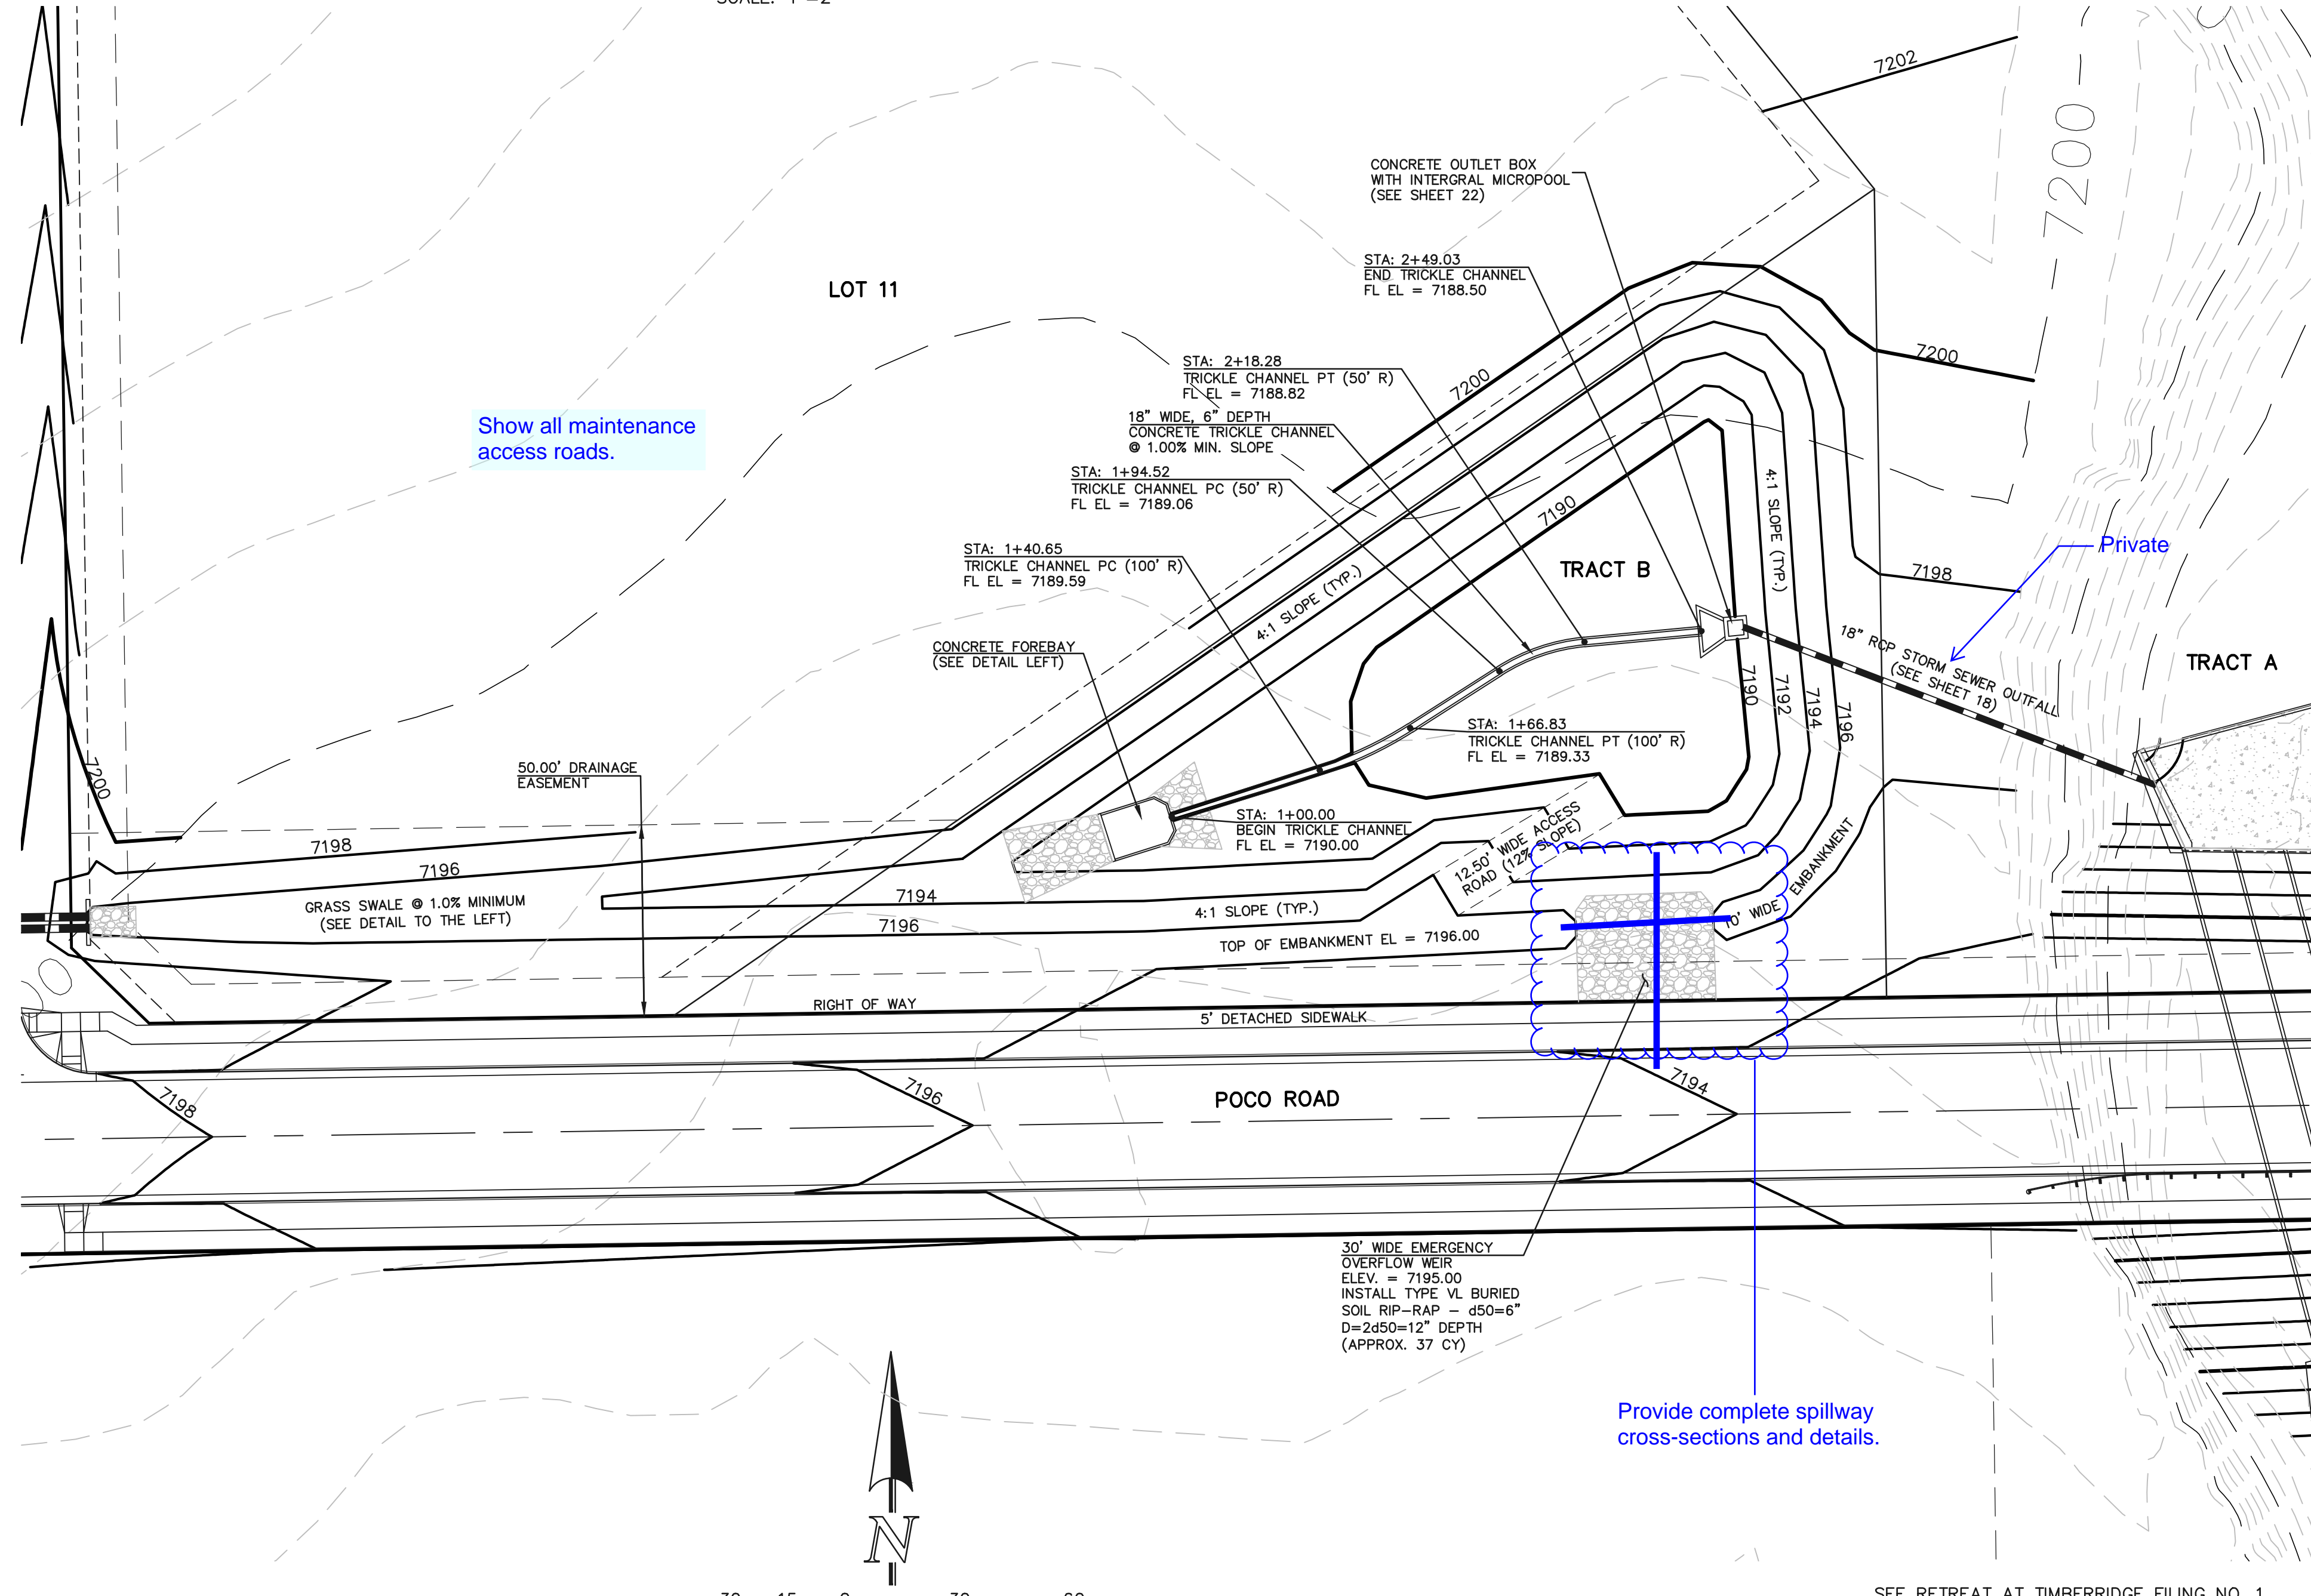 7202
7200
CONCRETE OUTLET BOX
WITH INTERGRAL MICROPOOL
(SEE SHEET 22)
STA: 2+49.03
END TRICKLE CHANNEL
FL EL = 7188.50
LOT 11
STA: 2+18.28
TRICKLE CHANNEL PT (50' R)
FL EL = 7188.82
7200
7200
18" WIDE, 6" DEPTH
CONCRETE TRICKLE CHANNEL
@ 1.00% MIN. SLOPE
Show all maintenance
access roads.
STA: 1+94.52
TRICKLE CHANNEL PC (50' R)
FL EL = 7189.06
7190
4:1 SLOPE (TYP.)
STA: 1+40.65
TRICKLE CHANNEL PC (100' R)
FL EL = 7189.59
Private
TRACT B
7198
4:1 SLOPE (TYP.)
CONCRETE FOREBAY
(SEE DETAIL LEFT)
18" RCP STORM SEWER OUTFALL
(SEE SHEET 18)
TRACT A
7190
7192
7194
7196
STA: 1+66.83
TRICKLE CHANNEL PT (100' R)
FL EL = 7189.33
50.00' DRAINAGE
EASEMENT
7200
STA: 1+00.00
BEGIN TRICKLE CHANNEL
FL EL = 7190.00
12.50' WIDE ACCESS
ROAD (12% SLOPE)
7198
7196
GRASS SWALE @ 1.0% MINIMUM
(SEE DETAIL TO THE LEFT)
7194
4:1 SLOPE (TYP.)
7196
10' WIDE EMBANKMENT
TOP OF EMBANKMENT EL = 7196.00
RIGHT OF WAY
5' DETACHED SIDEWALK
7198
7196
POCO ROAD
7194
30' WIDE EMERGENCY
OVERFLOW WEIR
ELEV. = 7195.00
INSTALL TYPE VL BURIED
SOIL RIP-RAP - d50=6"
D=2d50=12" DEPTH
(APPROX. 37 CY)
Provide complete spillway
cross-sections and details.
N
SEE RETREAT AT TIMBERRIDGE FILING NO. 1